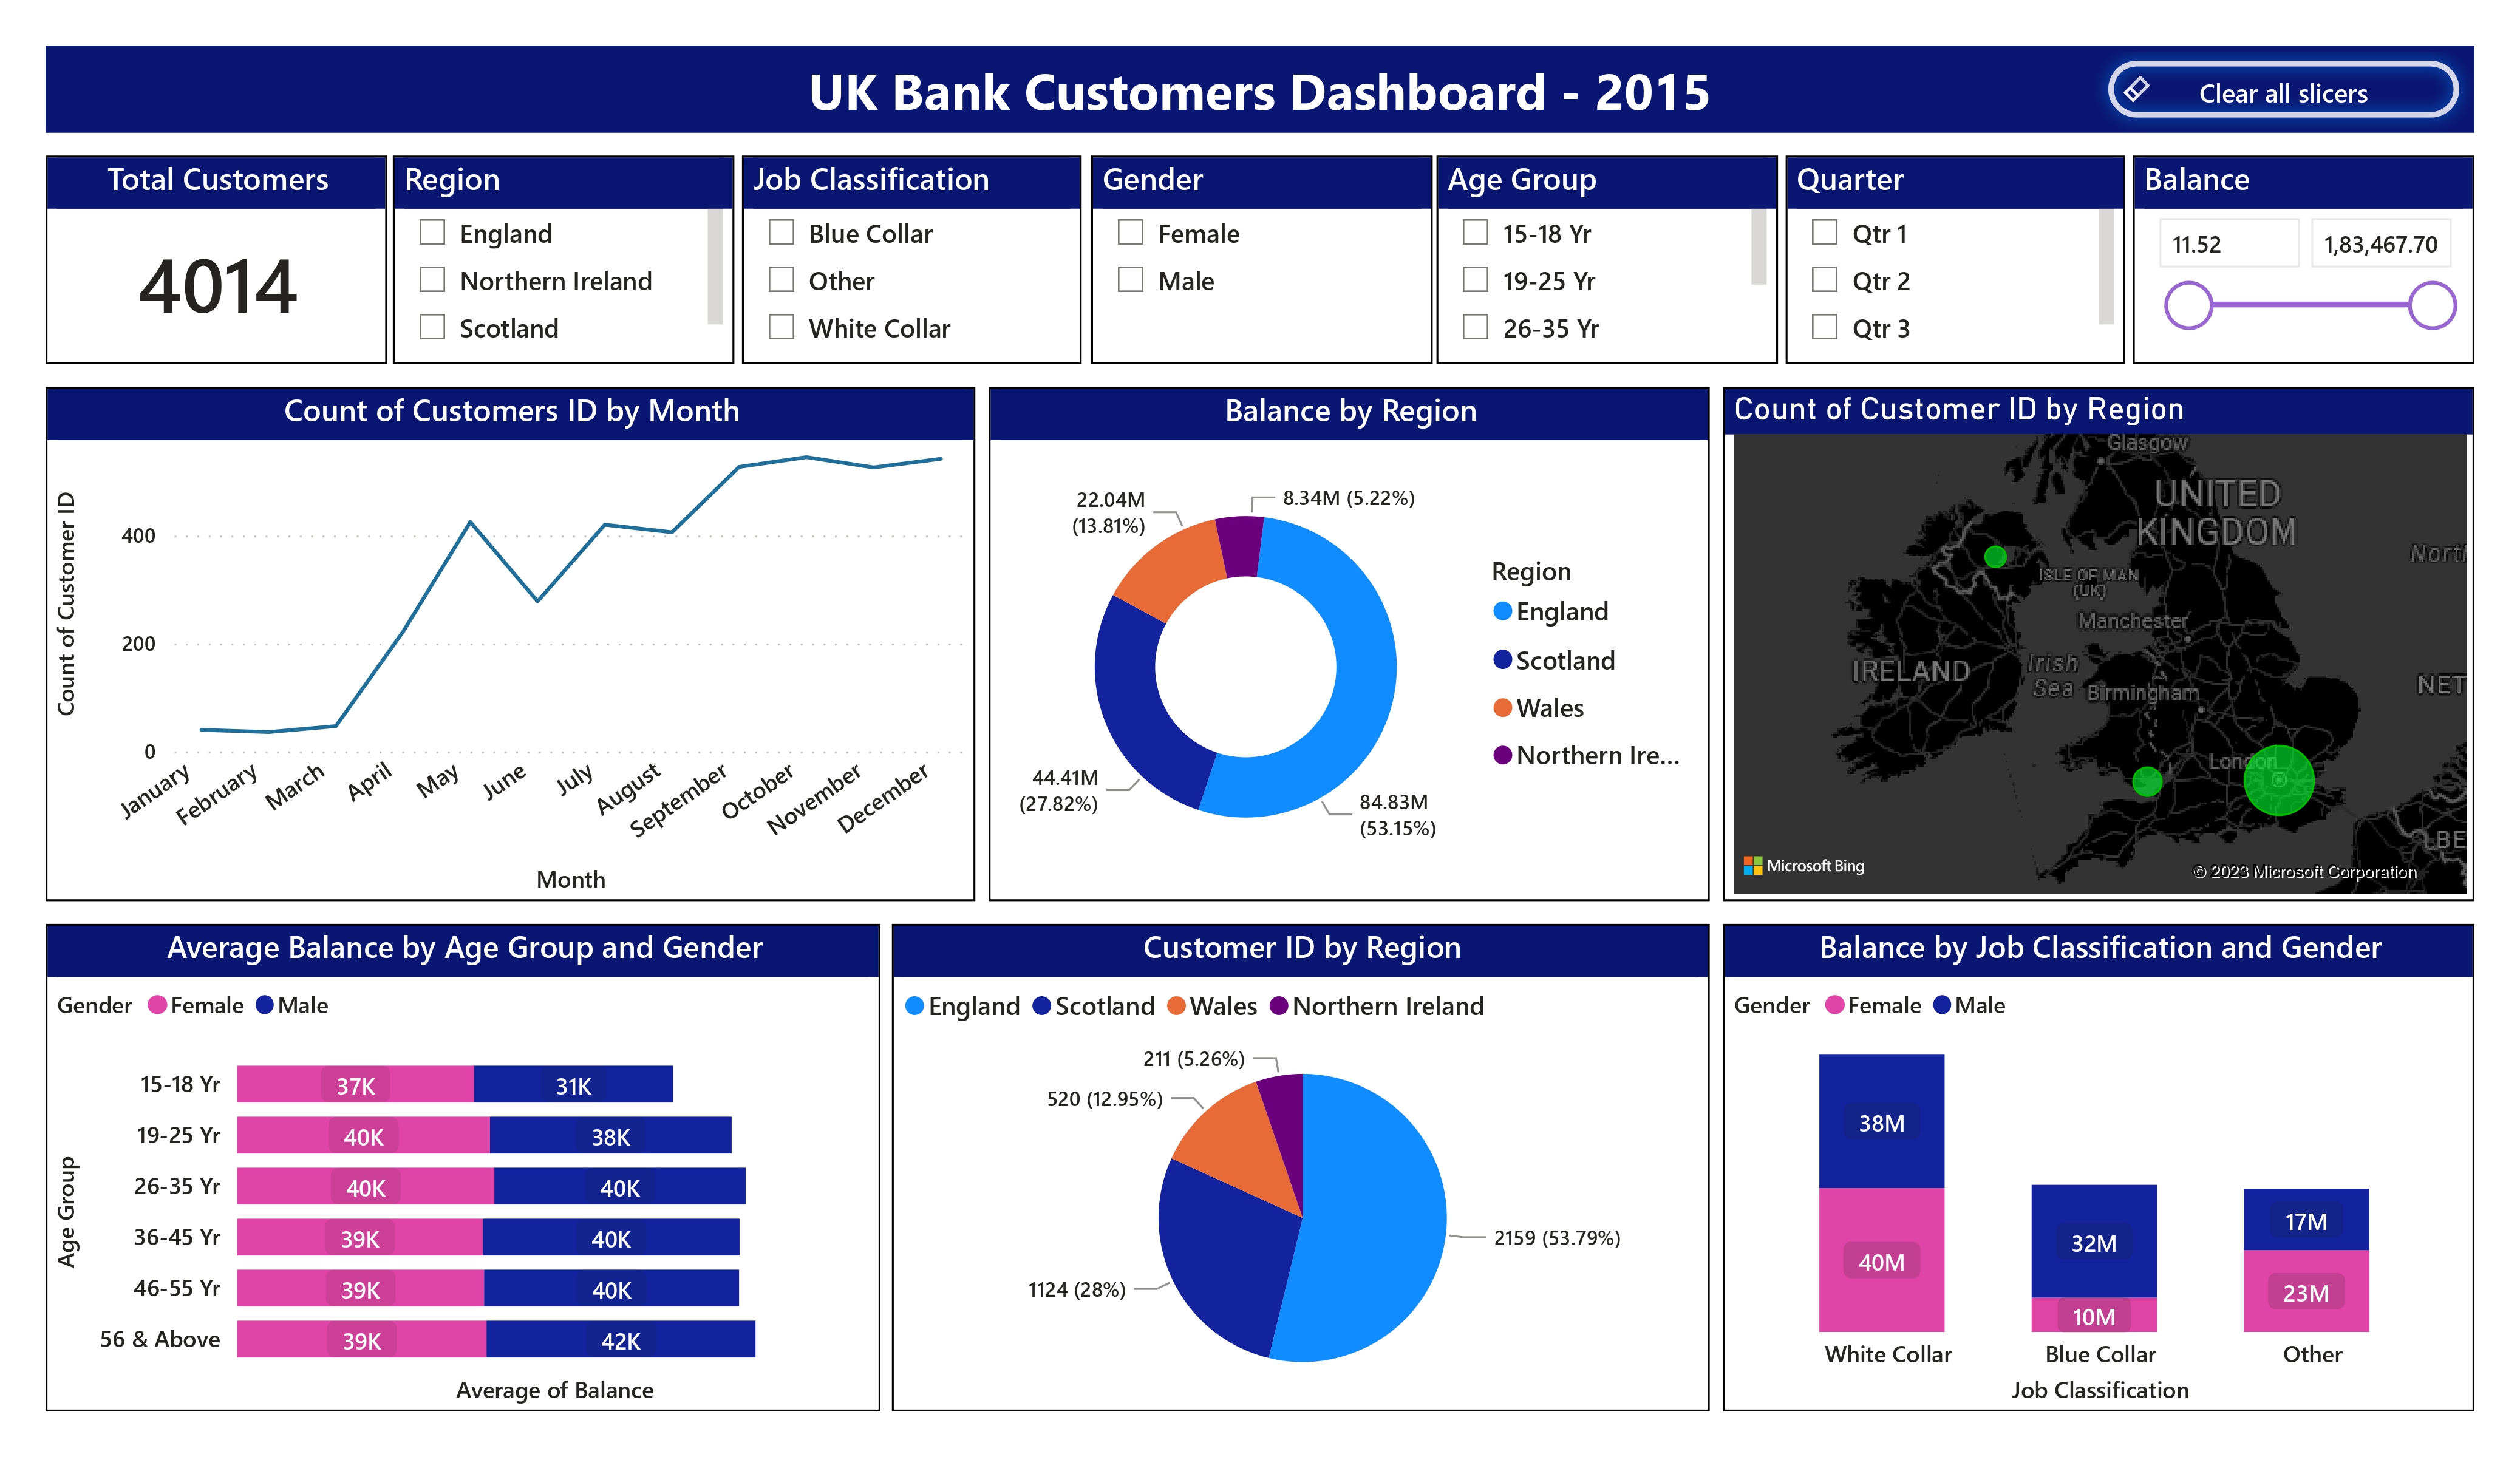 UK Bank Customers Dashboard - 2015
Clear all slicers
Total Customers
4014
Region
England
Northern Ireland
Scotland
Job Classification
Blue Collar
Other
White Collar
Gender
Female
Male
Age Group
15-18 Yr
19-25 Yr
26-35 Yr
Quarter
Qtr 1
Qtr 2
Qtr 3
Balance
11.52
1,83,467.70
Count of Customers ID by Month
Count of Customer ID
400
200
0
January
February
March
April
May
June
July
August
September
October
November
December
Month
Balance by Region
22.04M
(13.81%)
8.34M (5.22%)
44.41M
(27.82%)
84.83M
(53.15%)
Region
England
Scotland
Wales
Northern Ire...
Count of Customer ID by Region
Glasgow
UNITED
KINGDOM
North
ISLE OF MAN
(UK)
Manchester
IRELAND
Irish
Sea
Birmingham
NET
London
BE
Microsoft Bing
© 2023 Microsoft Corporation
Average Balance by Age Group and Gender
Gender Female Male
Age Group
15-18 Yr 37K 31K
19-25 Yr 40K 38K
26-35 Yr 40K 40K
36-45 Yr 39K 40K
46-55 Yr 39K 40K
56 & Above 39K 42K
Average of Balance
Customer ID by Region
England Scotland Wales Northern Ireland
211 (5.26%)
520 (12.95%)
2159 (53.79%)
1124 (28%)
Balance by Job Classification and Gender
Gender Female Male
38M
40M
32M
10M
17M
23M
White Collar
Blue Collar
Other
Job Classification